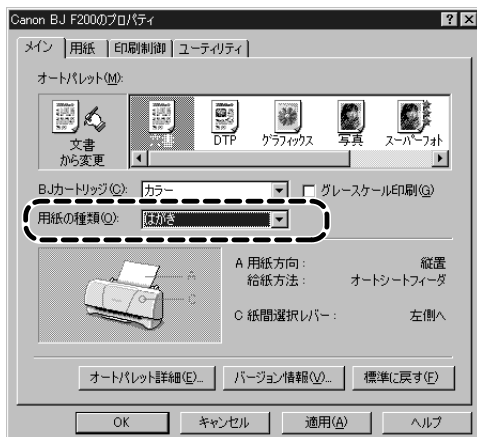 Canon BJ F200のプロパティ
メイン 用紙 印刷制御 ユーティリティ
オートパレット(M):
文書
から変更
文書 DTP グラフィックス 写真 スーパーフォト
BJカートリッジ(C): カラー グレースケール印刷(G)
用紙の種類(O): はがき
A 用紙方向: 縦置
給紙方法: オートシートフィーダ
A
C
C 紙間選択レバー: 左側へ
オートパレット詳細(E)... バージョン情報(V)... 標準に戻す(F)
OK キャンセル 適用(A) ヘルプ